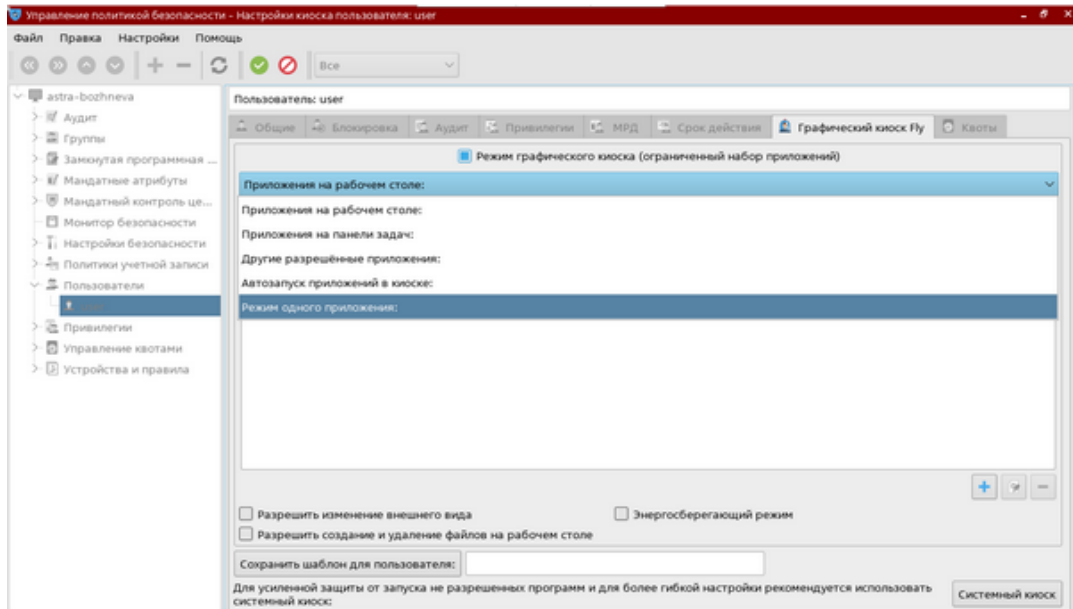 Управление политикой безопасности – Настройки киоска пользователя: user
Файл Правка Настройки Помощь
Все
astra-bozhneva
Аудит
Группы
Замкнутая программная ...
Мандатные атрибуты
Мандатный контроль це...
Монитор безопасности
Настройки безопасности
Политики учетной записи
Пользователи
Привилегии
Управление квотами
Устройства и правила
Пользователь: user
Общие Блокировка Аудит Привилегии МРД Срок действия Графический киоск Fly Квоты
Режим графического киоска (ограниченный набор приложений)
Приложения на рабочем столе:
Приложения на рабочем столе:
Приложения на панели задач:
Другие разрешённые приложения:
Автозапуск приложений в киоске:
Режим одного приложения:
Разрешить изменение внешнего вида Энергосберегающий режим
Разрешить создание и удаление файлов на рабочем столе
Сохранить шаблон для пользователя:
Для усиленной защиты от запуска не разрешенных программ и для более гибкой настройки рекомендуется использовать
системный киоск:
Системный киоск